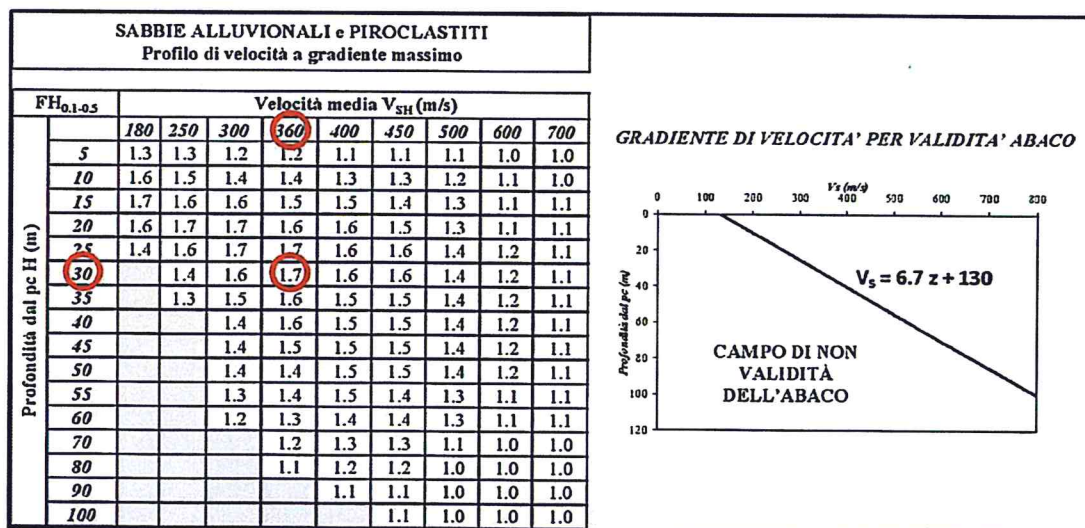 SABBIE ALLUVIONALI e PIROCLASTITI
Profilo di velocità a gradiente massimo
FH0.1-0.5 Velocità media VSH (m/s)
180 250 300 360 400 450 500 600 700
5 1.3 1.3 1.2 1.2 1.1 1.1 1.1 1.0 1.0
10 1.6 1.5 1.4 1.4 1.3 1.3 1.2 1.1 1.0
15 1.7 1.6 1.6 1.5 1.5 1.4 1.3 1.1 1.1
20 1.6 1.7 1.7 1.6 1.6 1.5 1.3 1.1 1.1
25 1.4 1.6 1.7 1.7 1.6 1.6 1.4 1.2 1.1
30 1.4 1.6 1.7 1.6 1.6 1.4 1.2 1.1
35 1.3 1.5 1.6 1.5 1.5 1.4 1.2 1.1
40 1.4 1.6 1.5 1.5 1.4 1.2 1.1
45 1.4 1.5 1.5 1.5 1.4 1.2 1.1
50 1.4 1.4 1.5 1.5 1.4 1.2 1.1
55 1.3 1.4 1.5 1.4 1.3 1.1 1.1
60 1.2 1.3 1.4 1.4 1.3 1.1 1.1
70 1.2 1.3 1.3 1.1 1.0 1.0
80 1.1 1.2 1.2 1.0 1.0 1.0
90 1.1 1.1 1.0 1.0 1.0
100 1.1 1.0 1.0 1.0
Profondità dal pc H (m)
GRADIENTE DI VELOCITA' PER VALIDITA' ABACO
Vs (m/s)
0 100 200 300 400 500 600 700 800
0
20
40
60
80
100
120
Profondità dal pc (m)
VS = 6.7 z + 130
CAMPO DI NON
VALIDITÀ
DELL'ABACO